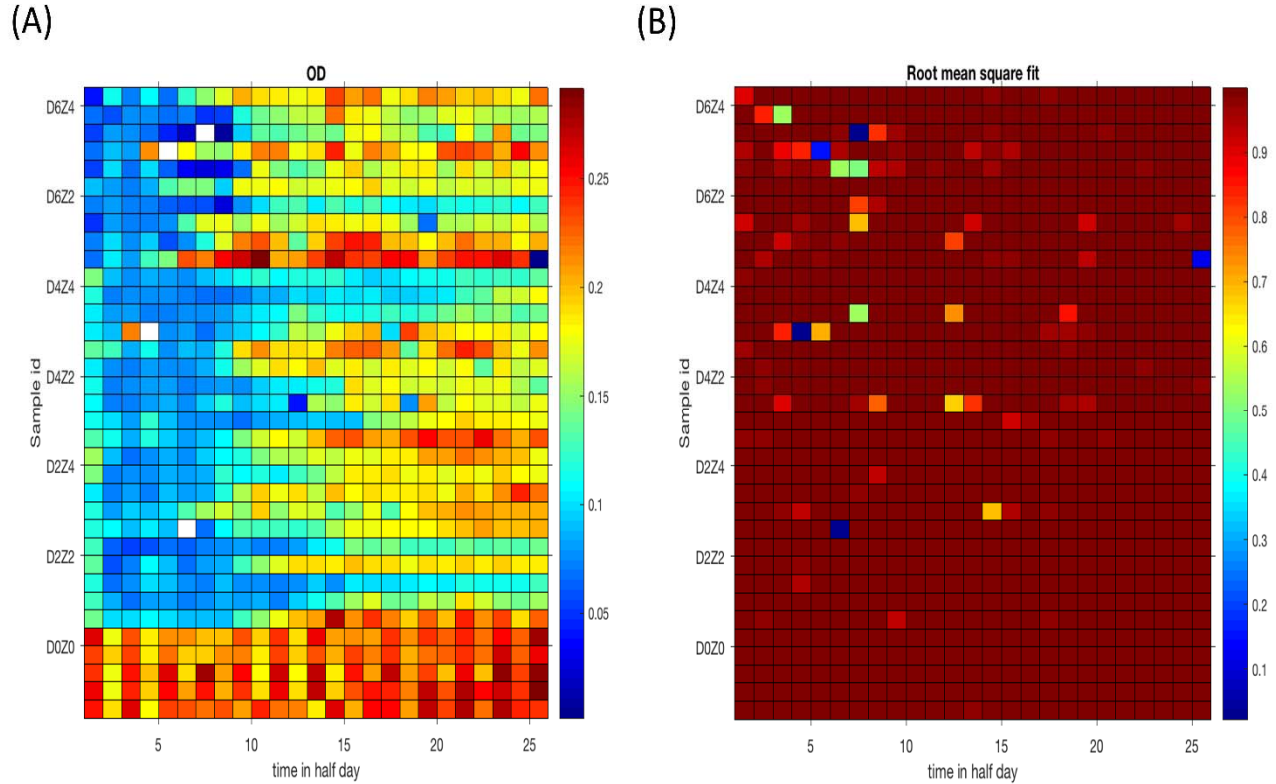 (A)
(B)
OD
Root mean square fit
Sample id
D6Z4
D6Z2
D4Z4
D4Z2
D2Z4
D2Z2
D0Z0
5 10 15 20 25
time in half day
0.25
0.2
0.15
0.1
0.05
Sample id
D6Z4
D6Z2
D4Z4
D4Z2
D2Z4
D2Z2
D0Z0
5 10 15 20 25
time in half day
0.9
0.8
0.7
0.6
0.5
0.4
0.3
0.2
0.1